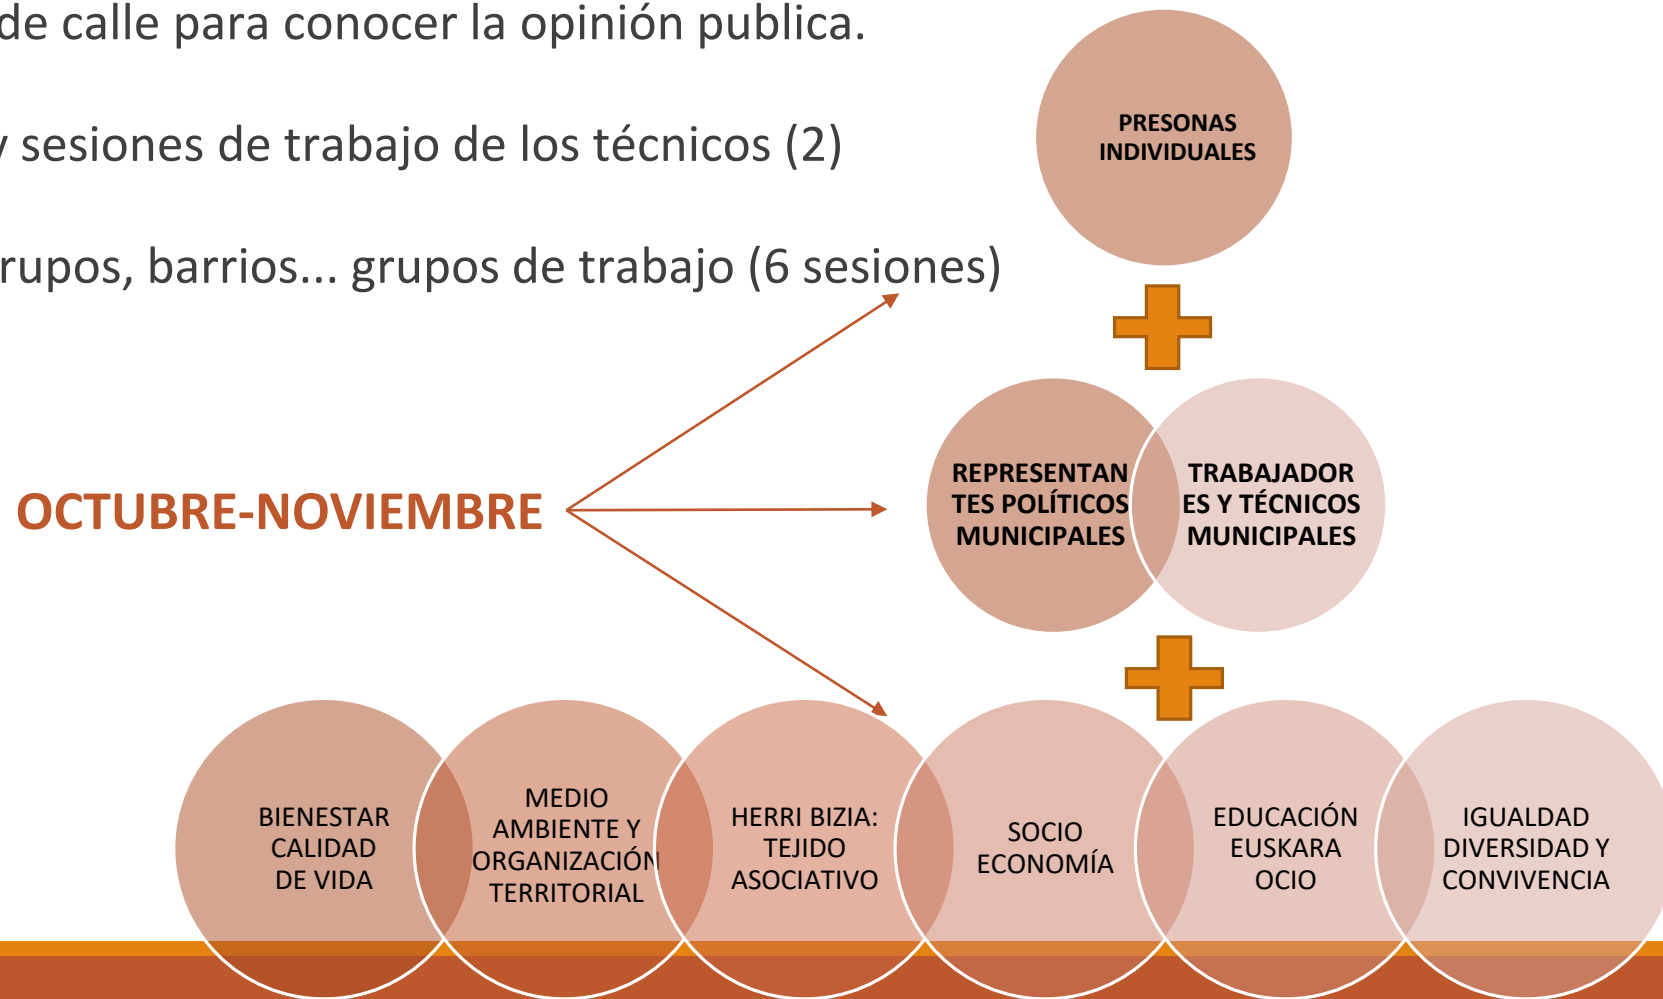 de calle para conocer la opinión publica.
y sesiones de trabajo de los técnicos (2)
rupos, barrios... grupos de trabajo (6 sesiones)
PRESONAS
INDIVIDUALES
OCTUBRE-NOVIEMBRE
REPRESENTAN
TES POLÍTICOS
MUNICIPALES
TRABAJADOR
ES Y TÉCNICOS
MUNICIPALES
BIENESTAR
CALIDAD
DE VIDA
MEDIO
AMBIENTE Y
ORGANIZACIÓN
TERRITORIAL
HERRI BIZIA:
TEJIDO
ASOCIATIVO
SOCIO
ECONOMÍA
EDUCACIÓN
EUSKARA
OCIO
IGUALDAD
DIVERSIDAD Y
CONVIVENCIA